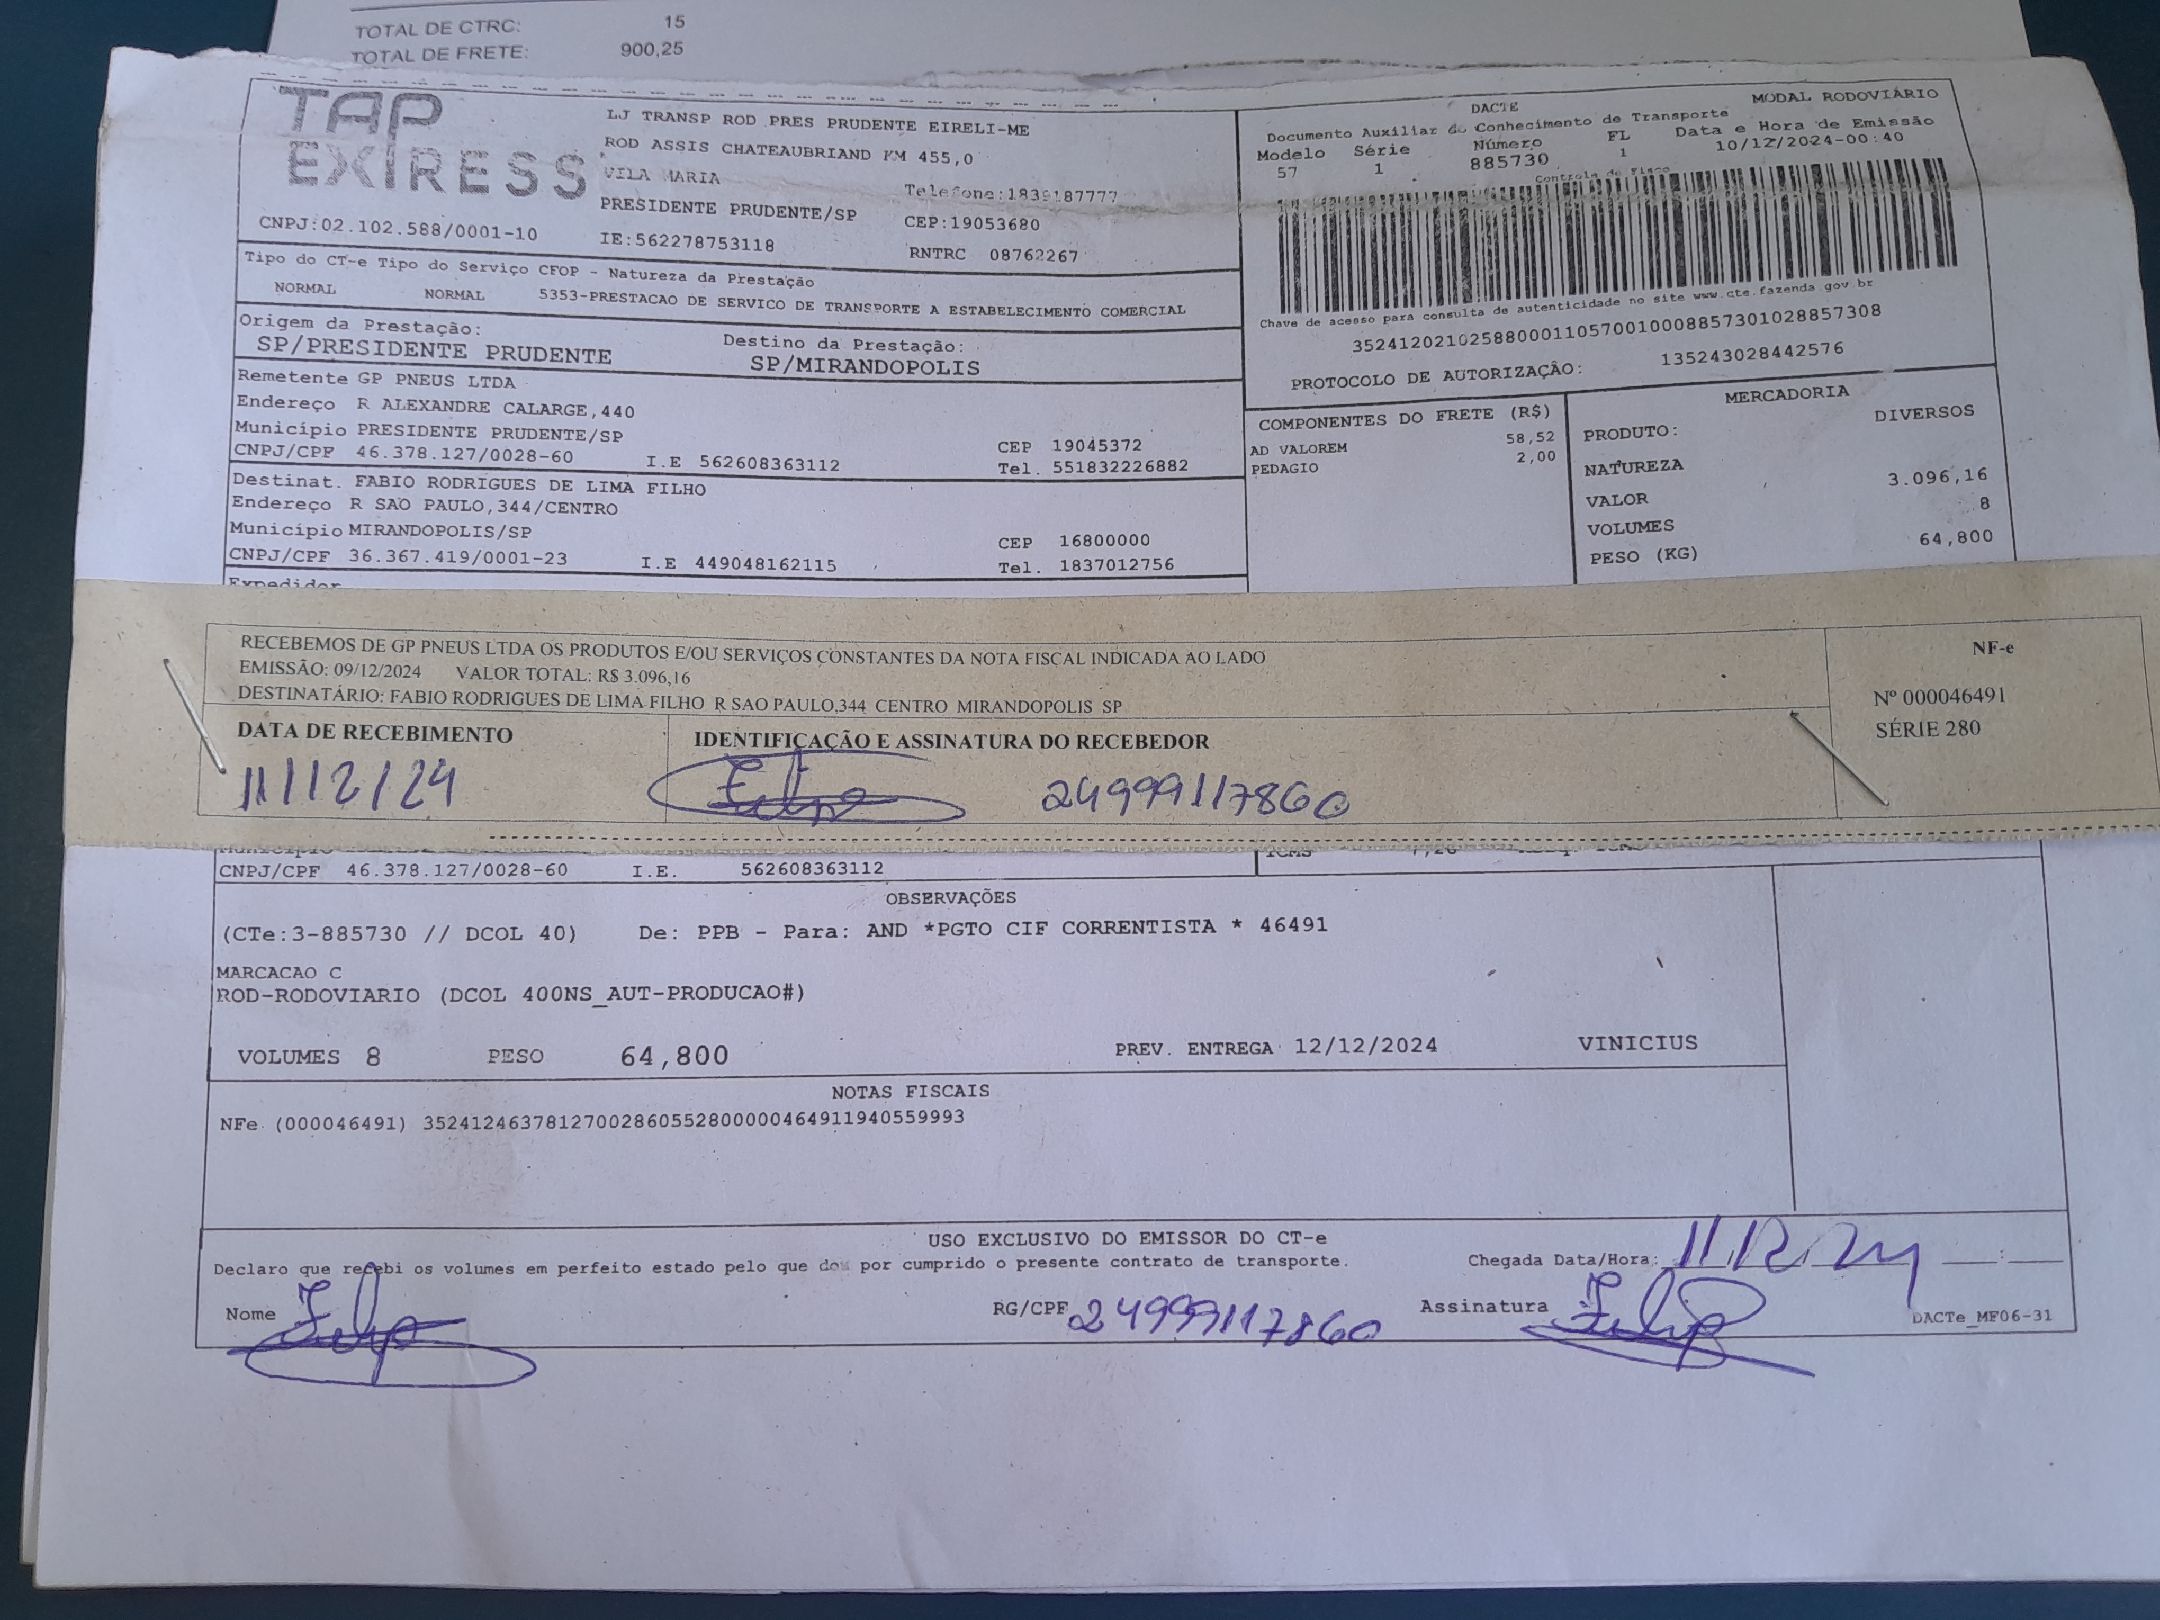 TOTAL DE CTRC: 15
TOTAL DE FRETE: 900,25
TAP
EXPRESS
CNPJ:02.102.588/0001-10
LJ TRANSP ROD PRES PRUDENTE EIRELI-ME
ROD ASSIS CHATEAUBRIAND KM 455,0
VILA MARIA
Telefone:1839187777
PRESIDENTE PRUDENTE/SP CEP:19053680
IE:562278753118 RNTRC 08762267
DACTE MODAL RODOVIÁRIO
Documento Auxiliar do Conhecimento de Transporte
Modelo Série Número FL Data e Hora de Emissão
57 1 885730 1 10/12/2024-00:40
Controle do Fisco
Chave de acesso para consulta de autenticidade no site www.cte.fazenda.gov.br
35241202102588000110570010008857301028857308
PROTOCOLO DE AUTORIZAÇÃO: 135243028442576
Tipo do CT-e Tipo do Serviço CFOP - Natureza da Prestação
NORMAL NORMAL 5353-PRESTACAO DE SERVICO DE TRANSPORTE A ESTABELECIMENTO COMERCIAL
Origem da Prestação: Destino da Prestação:
SP/PRESIDENTE PRUDENTE SP/MIRANDOPOLIS
Remetente GP PNEUS LTDA
Endereço R ALEXANDRE CALARGE,440
Município PRESIDENTE PRUDENTE/SP CEP 19045372
CNPJ/CPF 46.378.127/0028-60 I.E 562608363112 Tel. 551832226882
Destinat. FABIO RODRIGUES DE LIMA FILHO
Endereço R SAO PAULO,344/CENTRO
Município MIRANDOPOLIS/SP CEP 16800000
CNPJ/CPF 36.367.419/0001-23 I.E 449048162115 Tel. 1837012756
Expedidor
COMPONENTES DO FRETE (R$)
AD VALOREM 58,52
PEDAGIO 2,00
MERCADORIA
PRODUTO: DIVERSOS
NATUREZA
VALOR 3.096,16
VOLUMES 8
PESO (KG) 64,800
RECEBEMOS DE GP PNEUS LTDA OS PRODUTOS E/OU SERVIÇOS CONSTANTES DA NOTA FISCAL INDICADA AO LADO
EMISSÃO: 09/12/2024 VALOR TOTAL: R$ 3.096,16
DESTINATÁRIO: FABIO RODRIGUES DE LIMA FILHO R SAO PAULO,344 CENTRO MIRANDOPOLIS SP
DATA DE RECEBIMENTO IDENTIFICAÇÃO E ASSINATURA DO RECEBEDOR
11/12/24 24999117860
NF-e
Nº 000046491
SÉRIE 280
CNPJ/CPF 46.378.127/0028-60 I.E. 562608363112
OBSERVAÇÕES
(CTe:3-885730 // DCOL 40) De: PPB - Para: AND *PGTO CIF CORRENTISTA * 46491
MARCACAO C
ROD-RODOVIARIO (DCOL 400NS_AUT-PRODUCAO#)
VOLUMES 8 PESO 64,800 PREV. ENTREGA 12/12/2024 VINICIUS
NOTAS FISCAIS
NFe (000046491) 35241246378127002860552800000464911940559993
USO EXCLUSIVO DO EMISSOR DO CT-e
Declaro que recebi os volumes em perfeito estado pelo que dou por cumprido o presente contrato de transporte. Chegada Data/Hora: 11 12 24
Nome RG/CPF 24999117860 Assinatura DACTe_MF06-31